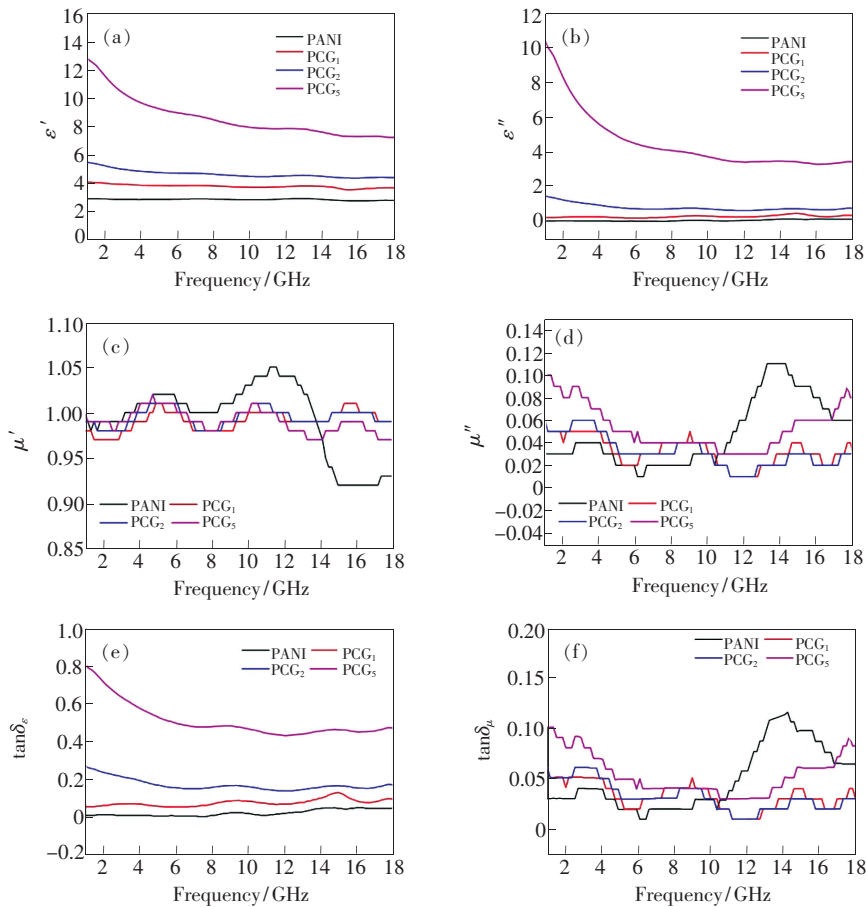 (a)
PANI
PCG₁
PCG₂
PCG₅
16
14
12
10
8
6
4
2
0
ε′
2 4 6 8 10 12 14 16 18
Frequency/GHz
(b)
PANI
PCG₁
PCG₂
PCG₅
12
10
8
6
4
2
0
ε″
2 4 6 8 10 12 14 16 18
Frequency/GHz
(c)
1.10
1.05
1.00
0.95
0.90
0.85
μ′
PANI PCG₁
PCG₂ PCG₅
2 4 6 8 10 12 14 16 18
Frequency/GHz
(d)
0.14
0.12
0.10
0.08
0.06
0.04
0.02
0
−0.02
−0.04
μ″
PANI PCG₁
PCG₂ PCG₅
2 4 6 8 10 12 14 16 18
Frequency/GHz
(e)
PANI PCG₁
PCG₂ PCG₅
1.0
0.8
0.6
0.4
0.2
0
−0.2
tanδε
2 4 6 8 10 12 14 16 18
Frequency/GHz
(f)
PANI PCG₁
PCG₂ PCG₅
0.20
0.15
0.10
0.05
0
tanδμ
2 4 6 8 10 12 14 16 18
Frequency/GHz